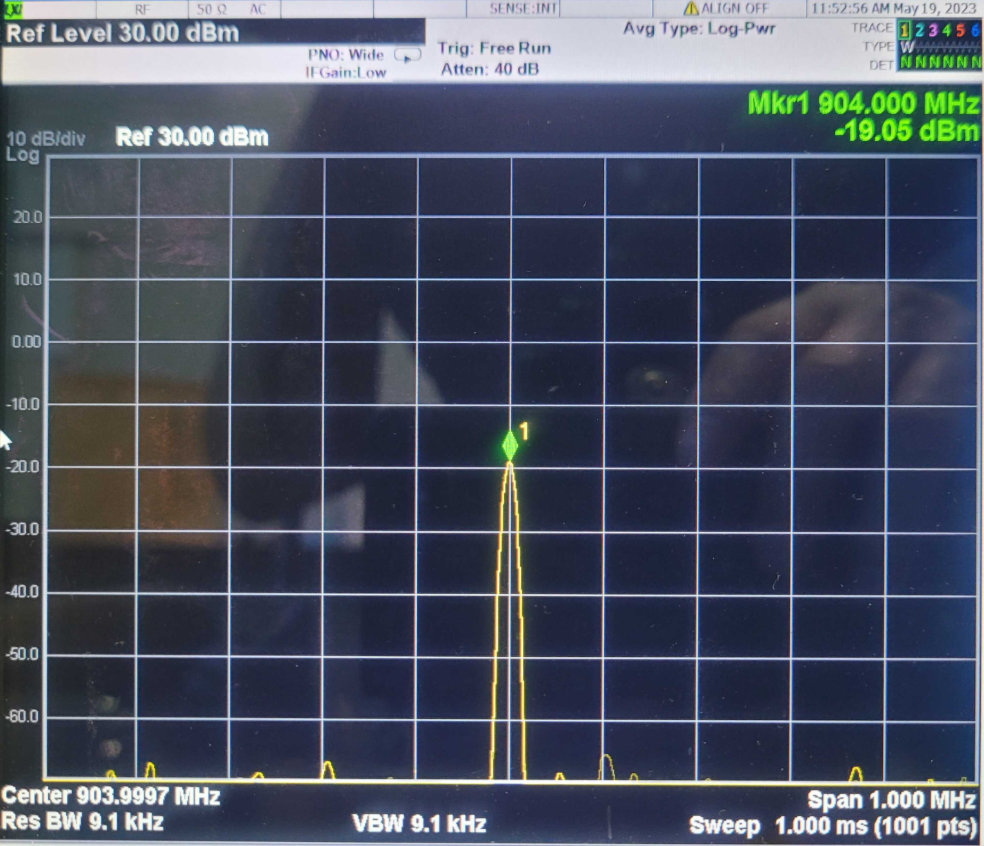 RF 50 Ω AC SENSE:INT ALIGN OFF 11:52:56 AM May 19, 2023
Ref Level 30.00 dBm
Avg Type: Log-Pwr
TRACE 1 2 3 4 5 6
PNO: Wide Trig: Free Run
TYPE W
IFGain:Low Atten: 40 dB
DET N N N N N N
Mkr1 904.000 MHz
-19.05 dBm
10 dB/div Ref 30.00 dBm
Log
20.0
10.0
0.00
-10.0
1
-20.0
-30.0
-40.0
-50.0
-60.0
Center 903.9997 MHz Span 1.000 MHz
Res BW 9.1 kHz VBW 9.1 kHz Sweep 1.000 ms (1001 pts)